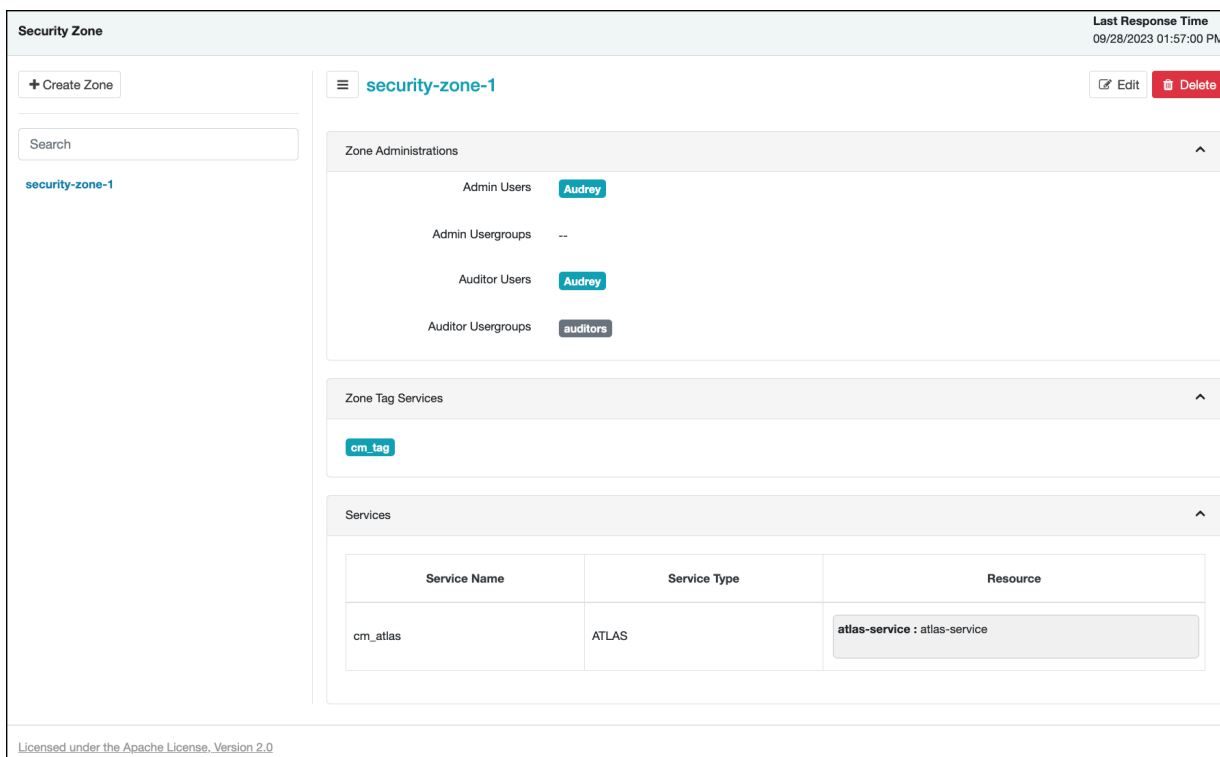 Security Zone
Last Response Time
09/28/2023 01:57:00 PM
Create Zone
security-zone-1
Edit
Delete
Search
security-zone-1
Zone Administrations
Admin Users Audrey
Admin Usergroups --
Auditor Users Audrey
Auditor Usergroups auditors
Zone Tag Services
cm_tag
Services
Service Name Service Type Resource
cm_atlas ATLAS atlas-service : atlas-service
Licensed under the Apache License, Version 2.0